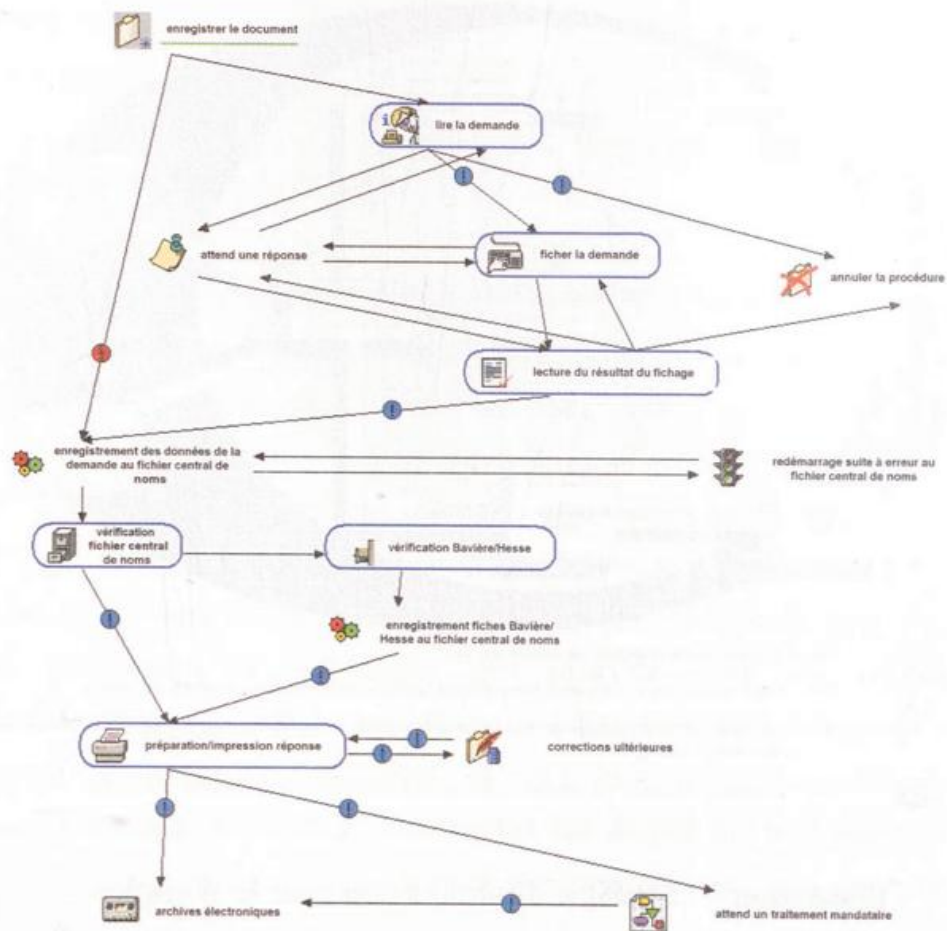 enregistrer le document
lire la demande
attend une réponse
ficher la demande
annuler la procédure
lecture du résultat du fichage
enregistrement des données de la
demande au fichier central de
noms
redémarrage suite à erreur au
fichier central de noms
vérification
fichier central
de noms
vérification Bavière/Hesse
enregistrement fiches Bavière/
Hesse au fichier central de noms
préparation/impression réponse
corrections ultérieures
archives électroniques
attend un traitement mandataire